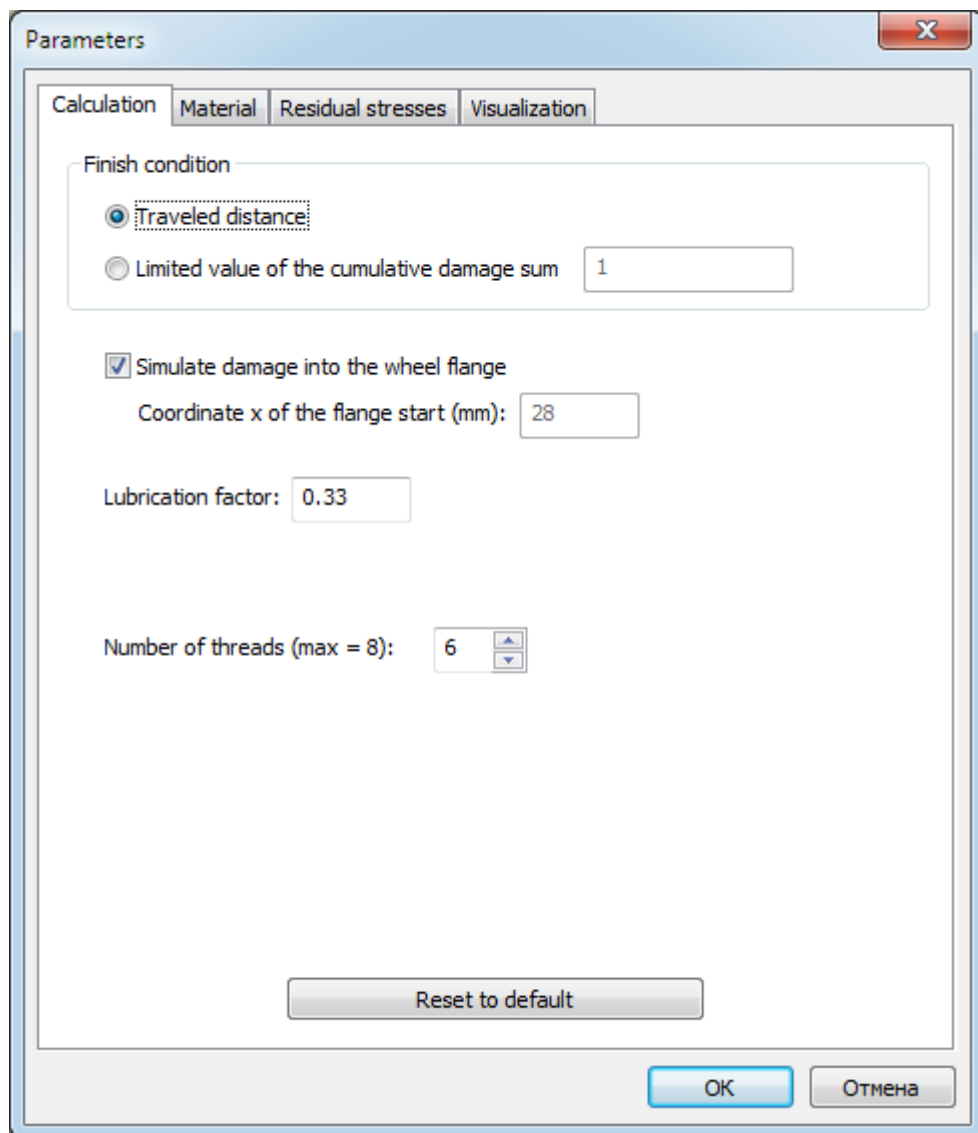 Parameters
Calculation Material Residual stresses Visualization
Finish condition
Traveled distance
Limited value of the cumulative damage sum 1
Simulate damage into the wheel flange
Coordinate x of the flange start (mm): 28
Lubrication factor: 0.33
Number of threads (max = 8): 6
Reset to default
OK Отмена